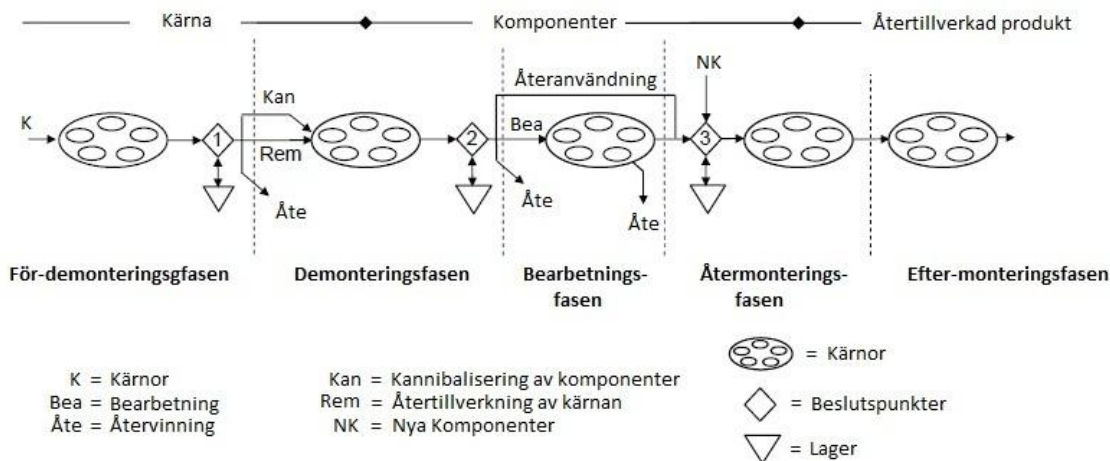 Kärna
Komponenter
Återtillverkad produkt
NK
Återanvändning
Kan
K
1
2
Bea
3
Rem
Åte
Åte
Åte
För-demonteringsgfasen
Demonteringsfasen
Bearbetnings-
fasen
Återmonterings-
fasen
Efter-monteringsfasen
K = Kärnor
Bea = Bearbetning
Åte = Återvinning
Kan = Kannibalisering av komponenter
Rem = Återtillverkning av kärnan
NK = Nya Komponenter
= Kärnor
= Beslutspunkter
= Lager